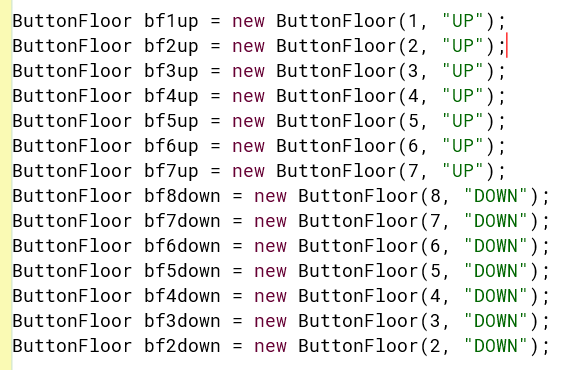 ButtonFloor bf1up = new ButtonFloor(1, "UP");
ButtonFloor bf2up = new ButtonFloor(2, "UP");
ButtonFloor bf3up = new ButtonFloor(3, "UP");
ButtonFloor bf4up = new ButtonFloor(4, "UP");
ButtonFloor bf5up = new ButtonFloor(5, "UP");
ButtonFloor bf6up = new ButtonFloor(6, "UP");
ButtonFloor bf7up = new ButtonFloor(7, "UP");
ButtonFloor bf8down = new ButtonFloor(8, "DOWN");
ButtonFloor bf7down = new ButtonFloor(7, "DOWN");
ButtonFloor bf6down = new ButtonFloor(6, "DOWN");
ButtonFloor bf5down = new ButtonFloor(5, "DOWN");
ButtonFloor bf4down = new ButtonFloor(4, "DOWN");
ButtonFloor bf3down = new ButtonFloor(3, "DOWN");
ButtonFloor bf2down = new ButtonFloor(2, "DOWN");